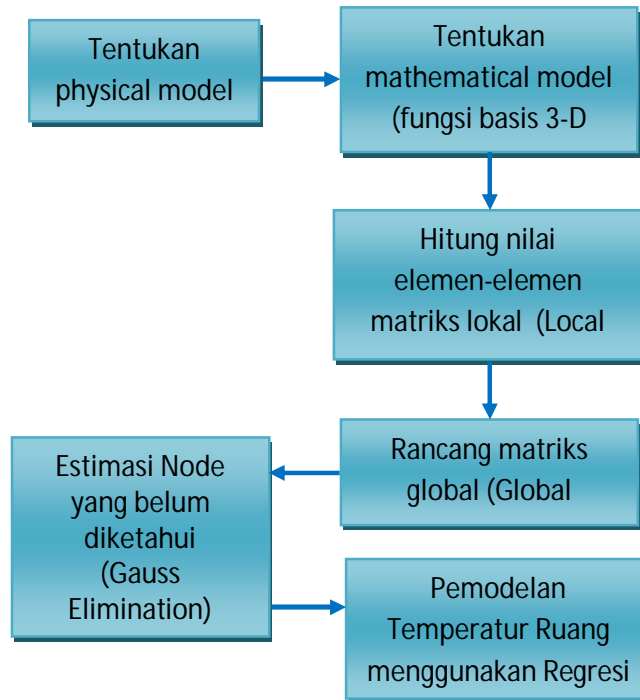 Tentukan
physical model
Tentukan
mathematical model
(fungsi basis 3-D
Hitung nilai
elemen-elemen
matriks lokal (Local
Rancang matriks
global (Global
Estimasi Node
yang belum
diketahui
(Gauss
Elimination)
Pemodelan
Temperatur Ruang
menggunakan Regresi